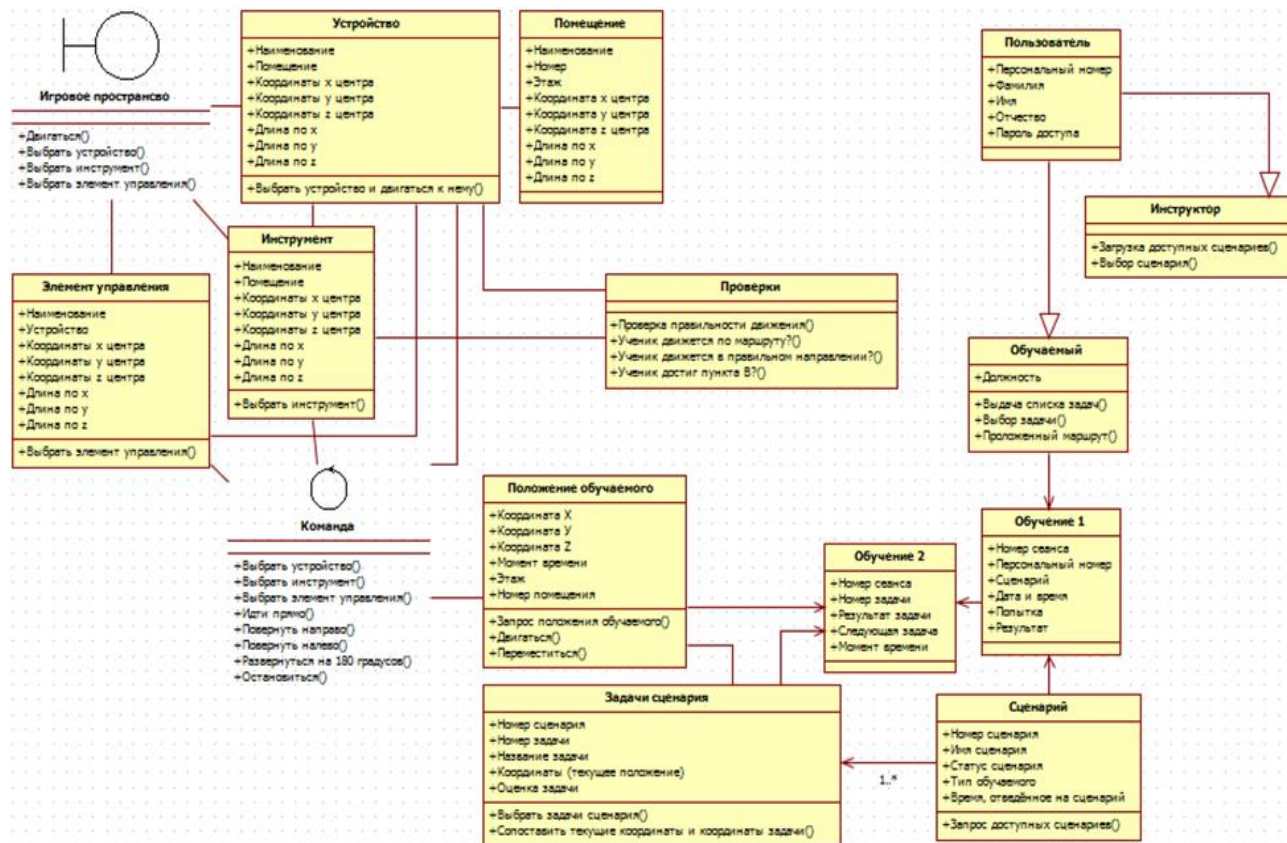 Игровое пространсво
+Двигаться()
+Выбрать устройство()
+Выбрать инструмент()
+Выбрать элемент управления()
Устройство
+Наименование
+Помещение
+Координаты x центра
+Координаты y центра
+Координаты z центра
+Длина по x
+Длина по y
+Длина по z
+Выбрать устройство и двигаться к нему()
Помещение
+Наименование
+Номер
+Этаж
+Координата x центра
+Координата y центра
+Координата z центра
+Длина по x
+Длина по y
+Длина по z
Пользователь
+Персональный номер
+Фамилия
+Имя
+Отчество
+Пароль доступа
Инструктор
+Загрузка доступных сценариев()
+Выбор сценария()
Элемент управления
+Наименование
+Устройство
+Координаты x центра
+Координаты y центра
+Координаты z центра
+Длина по x
+Длина по y
+Длина по z
+Выбрать элемент управления()
Инструмент
+Наименование
+Помещение
+Координаты x центра
+Координаты y центра
+Координаты z центра
+Длина по x
+Длина по y
+Длина по z
+Выбрать инструмент()
Проверки
+Проверка правильности движения()
+Ученик движется по маршруту?()
+Ученик движется в правильном направлении?()
+Ученик достиг пункта В?()
Обучаемый
+Должность
+Выдача списка задач()
+Выбор задачи()
+Проложенный маршрут()
Команда
+Выбрать устройство()
+Выбрать инструмент()
+Выбрать элемент управления()
+Идти прямо()
+Повернуть направо()
+Повернуть налево()
+Развернуться на 180 градусов()
+Остановиться()
Положение обучаемого
+Координата X
+Координата У
+Координата Z
+Момент времени
+Этаж
+Номер помещения
+Запрос положения обучаемого()
+Двигаться()
+Переместиться()
Обучение 2
+Номер сеанса
+Номер задачи
+Результат задачи
+Следующая задача
+Момент времени
Обучение 1
+Номер сеанса
+Персональный номер
+Сценарий
+Дата и время
+Попытка
+Результат
Задачи сценария
+Номер сценария
+Номер задачи
+Название задачи
+Координаты (текущее положение)
+Оценка задачи
+Выбрать задачи сценария()
+Сопоставить текущие координаты и координаты задачи()
1..*
Сценарий
+Номер сценария
+Имя сценария
+Статус сценария
+Тип обучаемого
+Время, отведённое на сценарий
+Запрос доступных сценариев()